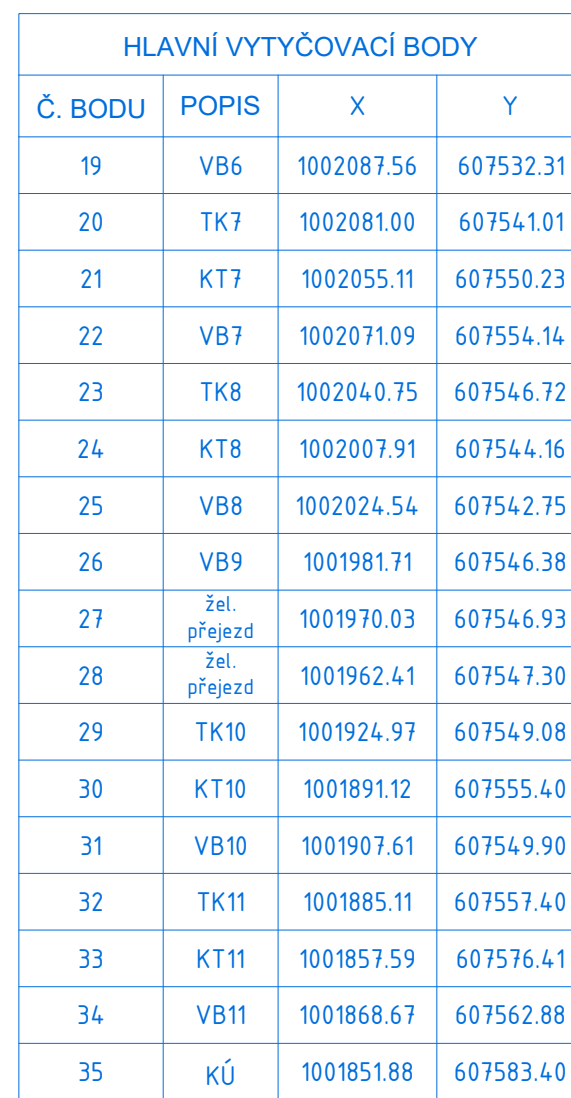 HLAVNÍ VYTYČOVACÍ BODY
Č. BODU POPIS X Y
19 VB6 1002087.56 607532.31
20 TK7 1002081.00 607541.01
21 KT7 1002055.11 607550.23
22 VB7 1002071.09 607554.14
23 TK8 1002040.75 607546.72
24 KT8 1002007.91 607544.16
25 VB8 1002024.54 607542.75
26 VB9 1001981.71 607546.38
27 žel. přejezd 1001970.03 607546.93
28 žel. přejezd 1001962.41 607547.30
29 TK10 1001924.97 607549.08
30 KT10 1001891.12 607555.40
31 VB10 1001907.61 607549.90
32 TK11 1001885.11 607557.40
33 KT11 1001857.59 607576.41
34 VB11 1001868.67 607562.88
35 KÚ 1001851.88 607583.40